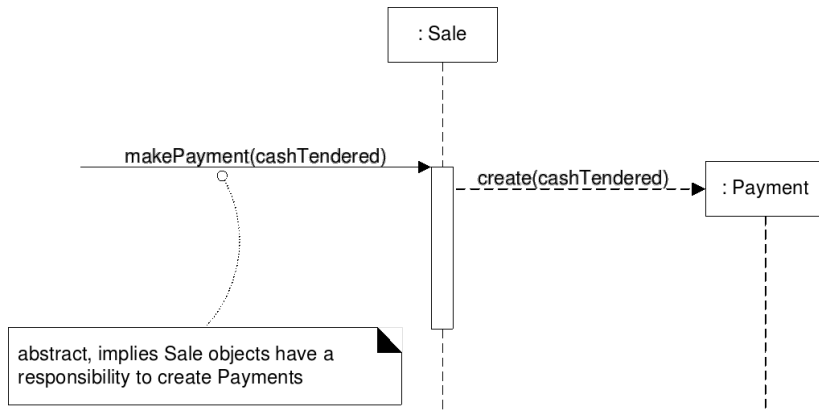 : Sale
makePayment(cashTendered)
create(cashTendered)
: Payment
abstract, implies Sale objects have a
responsibility to create Payments